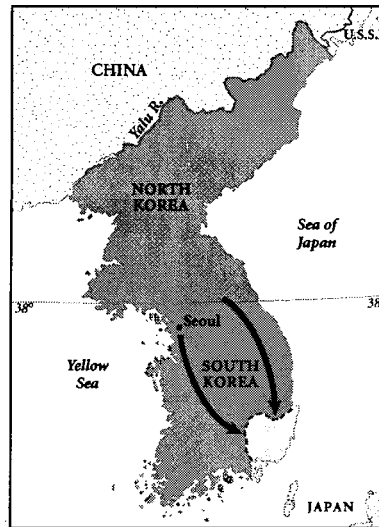 U.S.S.
CHINA
Yalu R.
NORTH
KOREA
Sea of
Japan
38°
38
Seoul
Yellow
Sea
SOUTH
KOREA
JAPAN